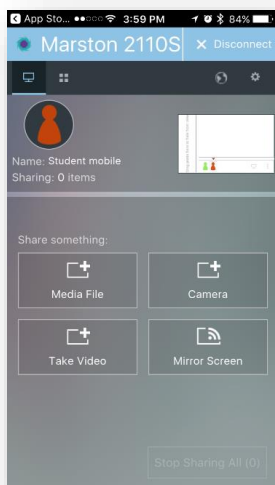 App Sto... 3:59 PM 84%
Marston 2110S × Disconnect
Name: Student mobile
Sharing: 0 items
Share something:
Media File Camera
Take Video Mirror Screen
Stop Sharing All (0)